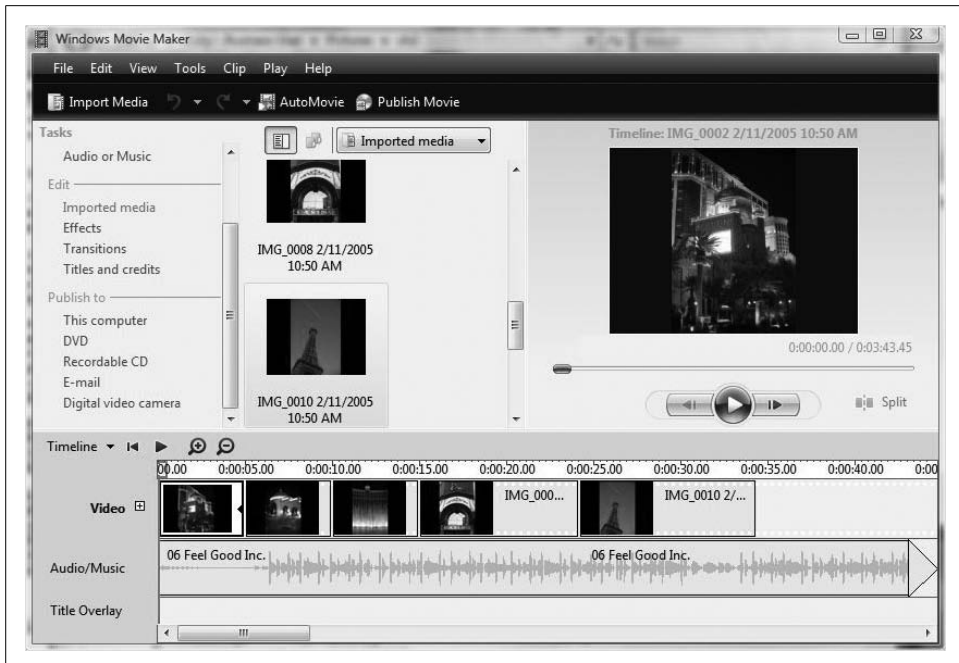 Windows Movie Maker
File Edit View Tools Clip Play Help
Import Media AutoMovie Publish Movie
Tasks
Audio or Music
Edit
Imported media
Effects
Transitions
Titles and credits
Publish to
This computer
DVD
Recordable CD
E-mail
Digital video camera
Imported media
IMG_0008 2/11/2005
10:50 AM
IMG_0010 2/11/2005
10:50 AM
Timeline: IMG_0002 2/11/2005 10:50 AM
0:00:00.00 / 0:03:43.45
Split
Timeline
00.00 0:00:05.00 0:00:10.00 0:00:15.00 0:00:20.00 0:00:25.00 0:00:30.00 0:00:35.00 0:00:40.00 0:00
Video
IMG_000... IMG_0010 2/...
Audio/Music
06 Feel Good Inc. 06 Feel Good Inc.
Title Overlay